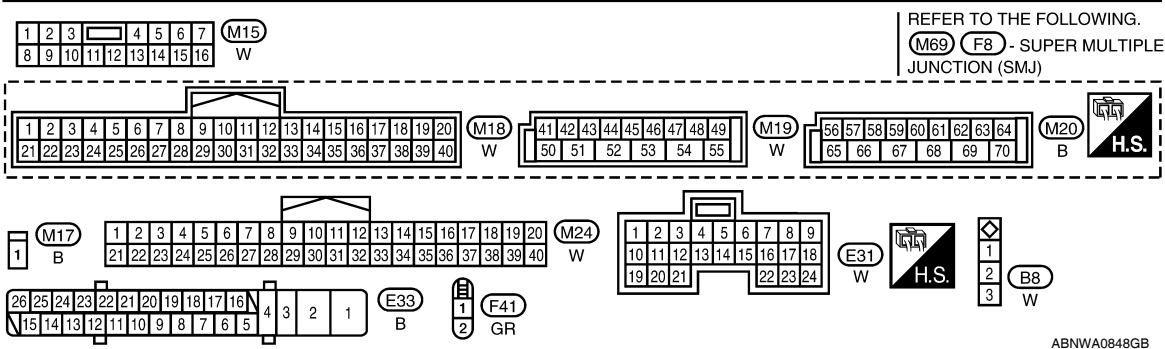 1 2 3 4 5 6 7 M15
8 9 10 11 12 13 14 15 16 W
REFER TO THE FOLLOWING.
M69 F8 - SUPER MULTIPLE
JUNCTION (SMJ)
1 2 3 4 5 6 7 8 9 10 11 12 13 14 15 16 17 18 19 20 M18
21 22 23 24 25 26 27 28 29 30 31 32 33 34 35 36 37 38 39 40 W
41 42 43 44 45 46 47 48 49 M19
50 51 52 53 54 55 W
56 57 58 59 60 61 62 63 64 M20
65 66 67 68 69 70 B
H.S.
1 M17
B
1 2 3 4 5 6 7 8 9 10 11 12 13 14 15 16 17 18 19 20 M24
21 22 23 24 25 26 27 28 29 30 31 32 33 34 35 36 37 38 39 40 W
1 2 3 4 5 6 7 8 9
10 11 12 13 14 15 16 17 18 E31
19 20 21 22 23 24 W
H.S.
1
2 B8
3 W
26 25 24 23 22 21 20 19 18 17 16 4 3 2 1 E33
15 14 13 12 11 10 9 8 7 6 5 B
1 F41
2 GR
ABNWA0848GB